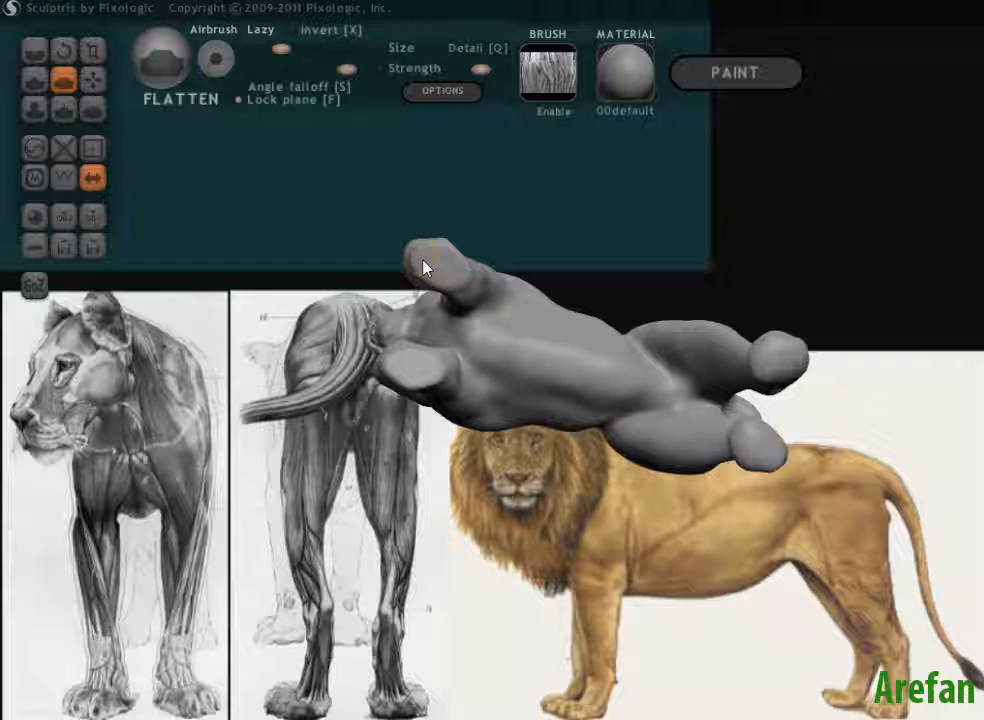 Sculptris by Pixologic Copyright © 2009-2011 Pixologic, Inc.
Airbrush Lazy Invert [X]
Size Detail [Q]
Strength
Angle falloff [S]
Lock plane [F]
FLATTEN
OPTIONS
BRUSH
Enable
MATERIAL
00default
PAINT
GoZ
Arefan